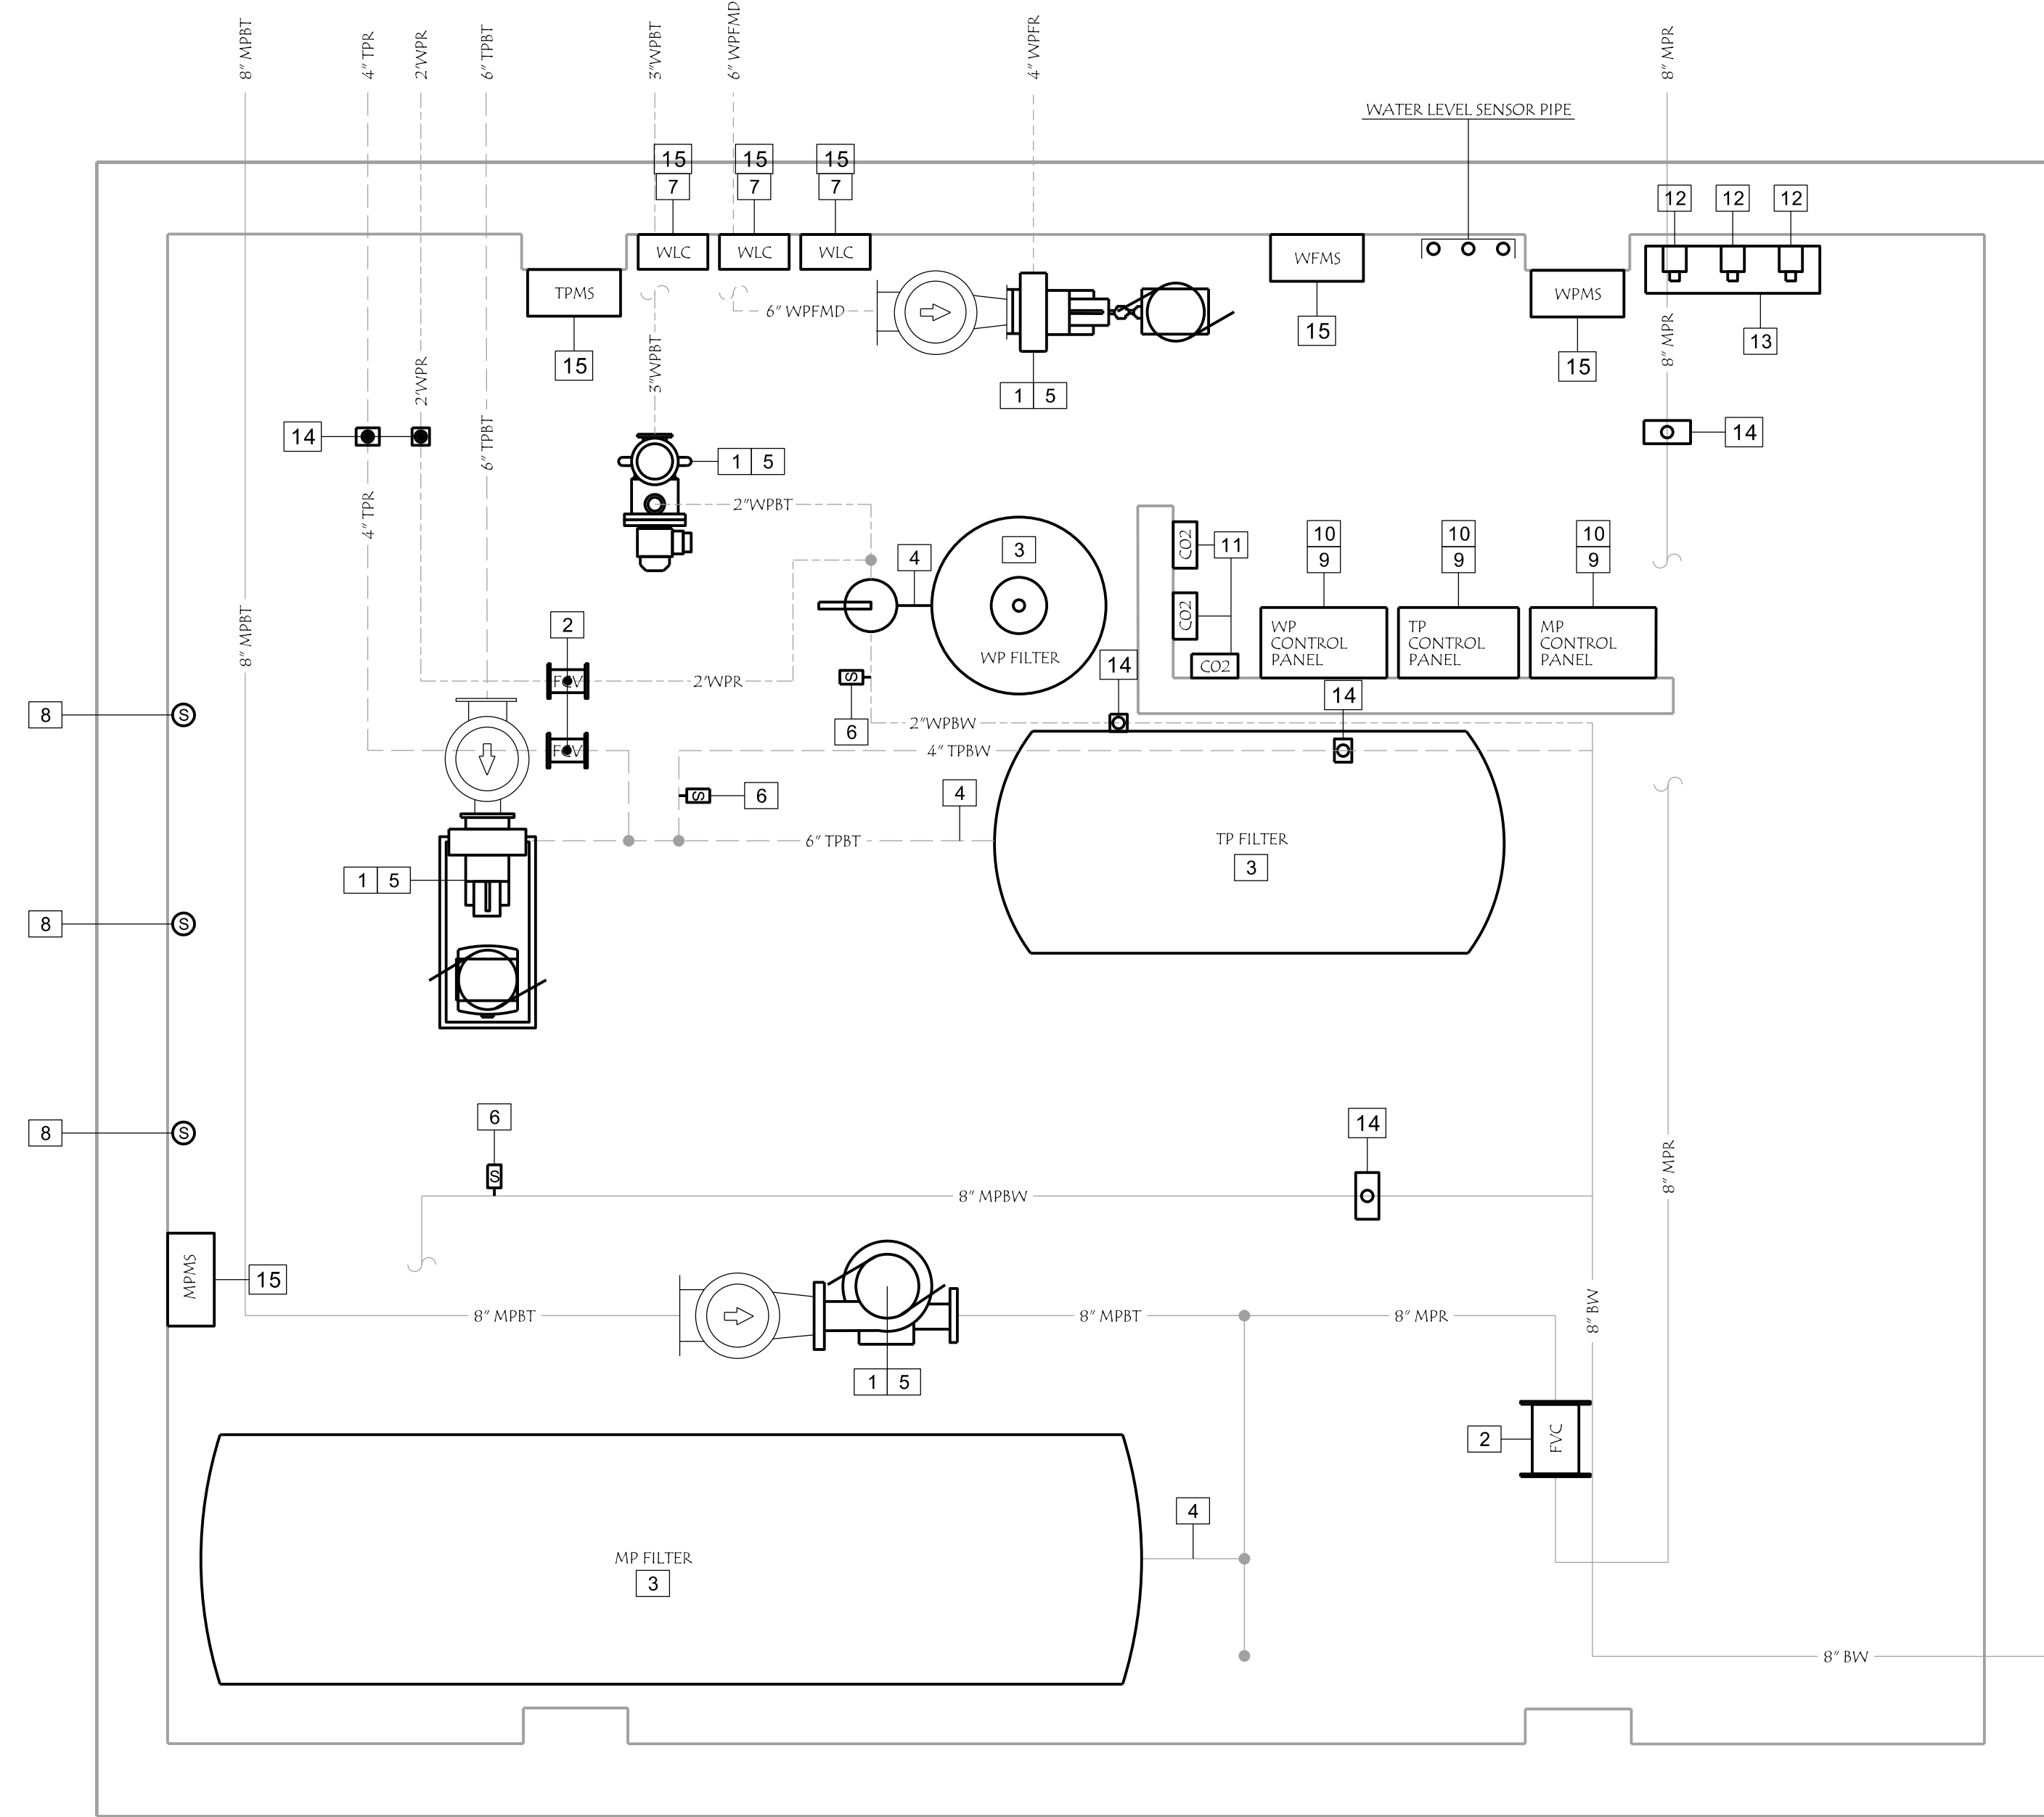 8" MPBT
4" TPR
2'WPR
6" TPBT
3"WPBT
6" WPFMD
4" WPFR
8" MPR
WATER LEVEL SENSOR PIPE
15
15
15
7
7
7
12
12
12
WLC
WLC
WLC
WFMS
TPMS
WPMS
6" WPFMD
15
13
15
15
3"WPBT
2'WPR
8" MPR
1 5
14
14
6" TPBT
1 5
4" TPR
2"WPBT
4
3
CO2
11
10
10
10
9
9
9
CO2
2
8" MPBT
WP
CONTROL
PANEL
TP
CONTROL
PANEL
MP
CONTROL
PANEL
WP FILTER
CO2
14
FCV
2'WPR
S
14
8
S
6
2"WPBW
FCV
4" TPBW
S
6
4
6" TPBT
TP FILTER
3
1 5
8
S
6
14
8
S
S
8" MPR
8" MPBW
MPMS
15
8" MPBT
8" MPBT
8" MPR
8" BW
1 5
2
FVC
4
MP FILTER
3
8" BW